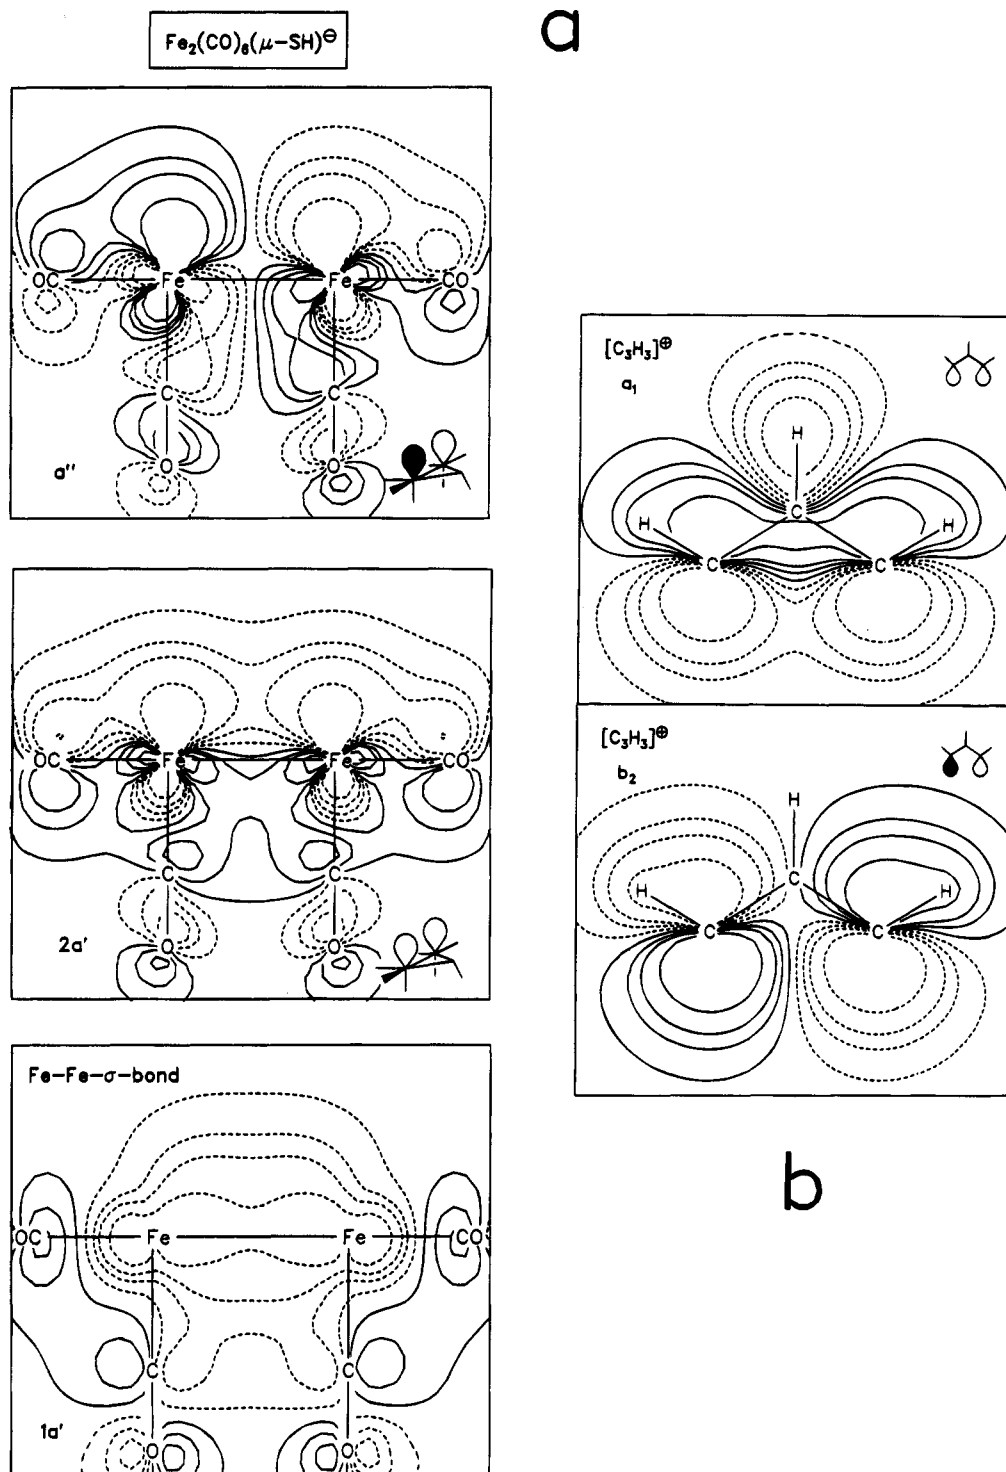 a
Fe₂(CO)₆(μ-SH)⊖
OC Fe Fe CO
C C
O O
a''
OC Fe Fe CO
C C
O O
2a'
Fe-Fe-σ-bond
OC Fe Fe CO
C C
O O
1a'
[C₃H₃]⊕
a₁
H
C
H H
C C
[C₃H₃]⊕
b₂
H
C
H H
C C
b